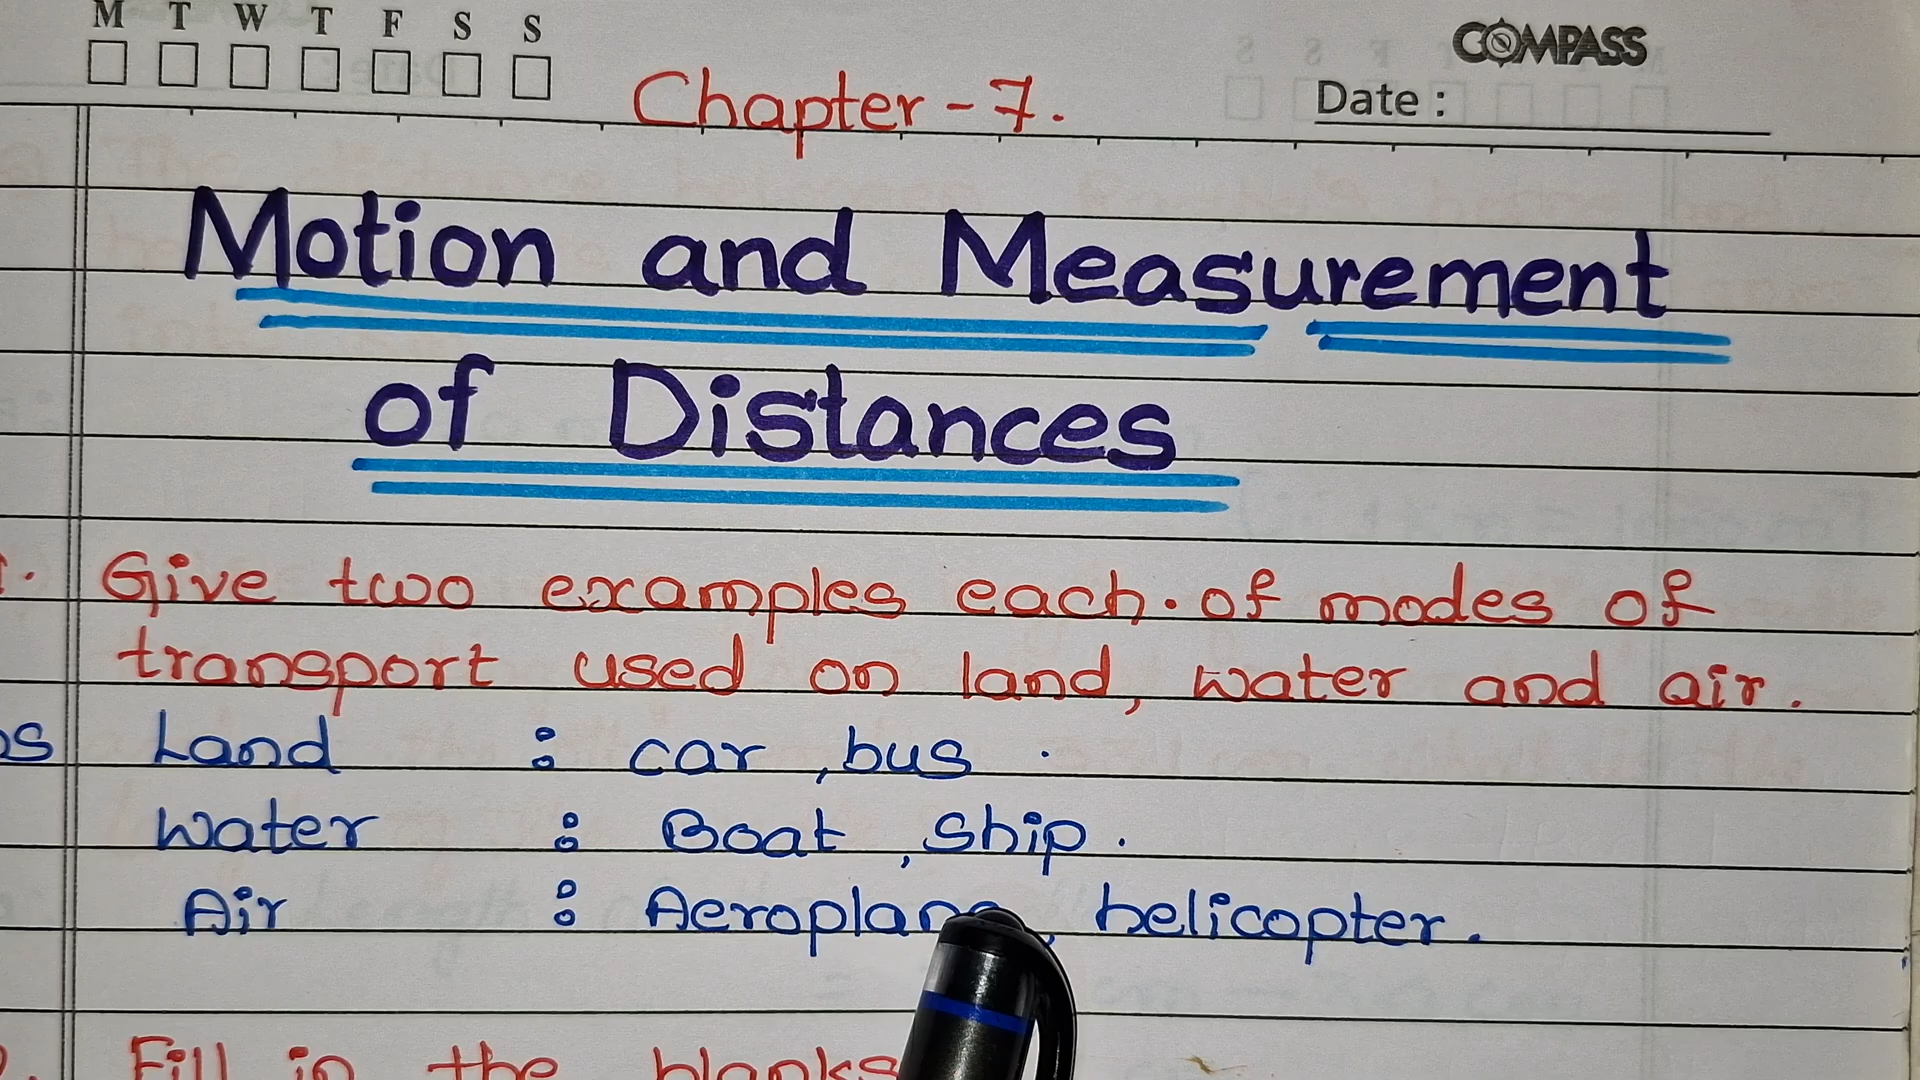 M T W T F S S
COMPASS
Chapter - 7.
Date :
Motion and Measurement
of Distances
1. Give two examples each. of modes of
transport used on land, water and air.
Land : car, bus.
Water : Boat, ship.
Air : Aeroplane, helicopter.
Fill in the blanks